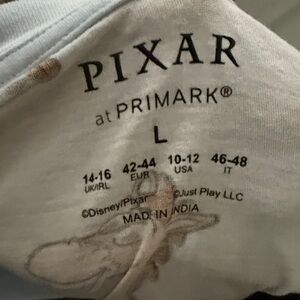 PIXAR
at PRIMARK®
L
14-16 42-44 10-12 46-48
UK/IRL EUR USA IT
©Disney/Pixar ©Just Play LLC
MADE IN INDIA